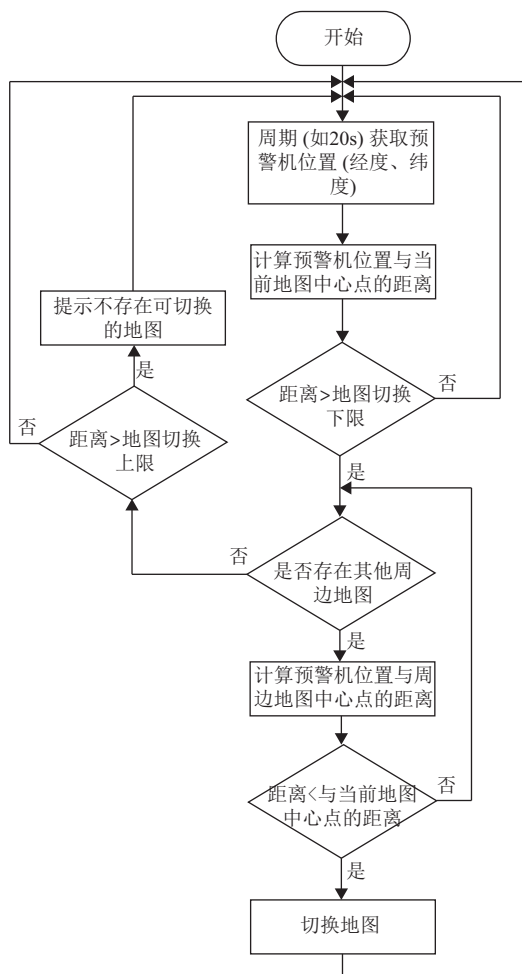 开始
周期 (如20s) 获取预
警机位置 (经度、纬
度)
计算预警机位置与当
前地图中心点的距离
提示不存在可切换
的地图
是
否
距离>地图切换
下限
否
距离>地图切换
上限
是
否
是否存在其他周
边地图
是
计算预警机位置与周
边地图中心点的距离
否
距离<与当前地图
中心点的距离
是
切换地图